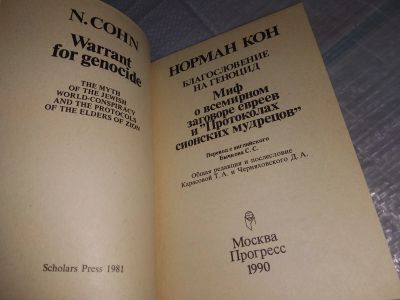 N. COHN
Warrant
for genocide
THE MYTH
OF THE JEWISH
WORLD-CONSPIRACY
AND THE PROTOCOLS
OF THE ELDERS OF ZION
Scholars Press 1981
НОРМАН КОН
БЛАГОСЛОВЕНИЕ
НА ГЕНОЦИД
Миф
о всемирном
заговоре евреев
и "Протоколах
сионских мудрецов"
Перевод с английского
Бычкова С. С.
Общая редакция и послесловие
Карасовой Т. А. и Черняховского Д. А.
Москва
Прогресс
1990